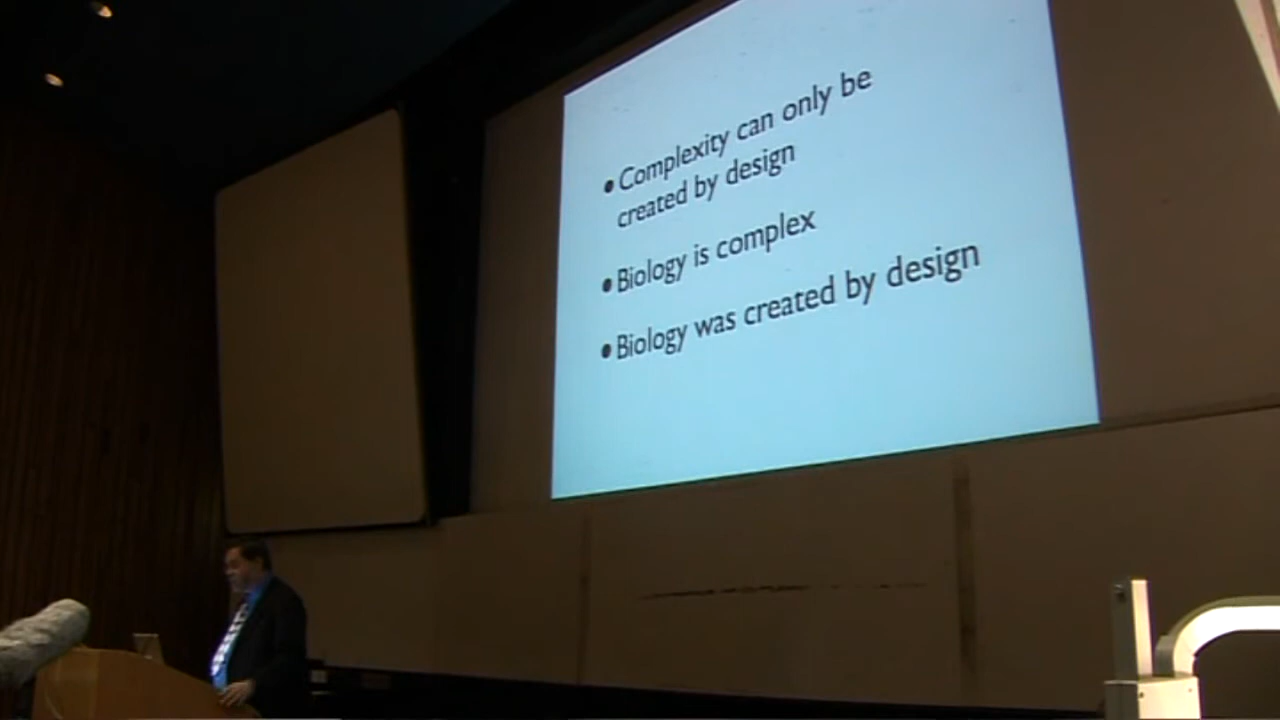 • Complexity can only be
created by design
• Biology is complex
• Biology was created by design